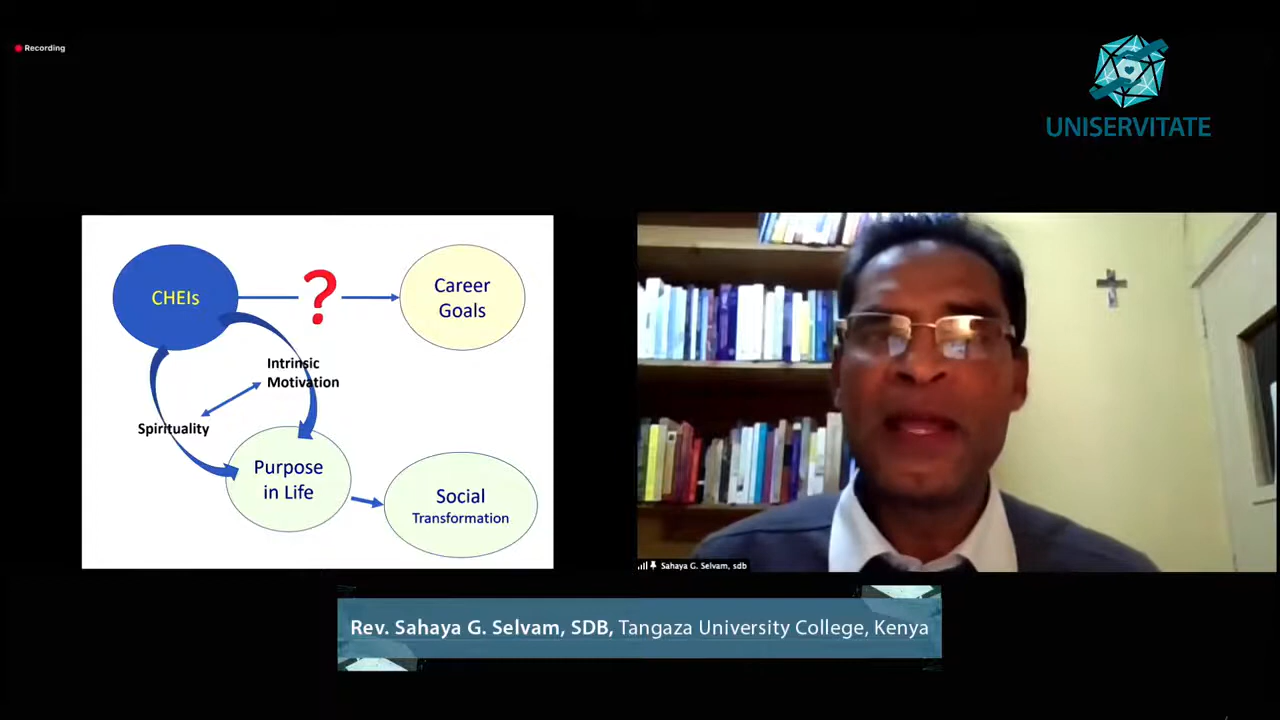 Recording
UNISERVITATE
CHEIs
?
Career
Goals
Intrinsic
Motivation
Spirituality
Purpose
in Life
Social
Transformation
Sahaya G. Selvam, sdb
Rev. Sahaya G. Selvam, SDB, Tangaza University College, Kenya